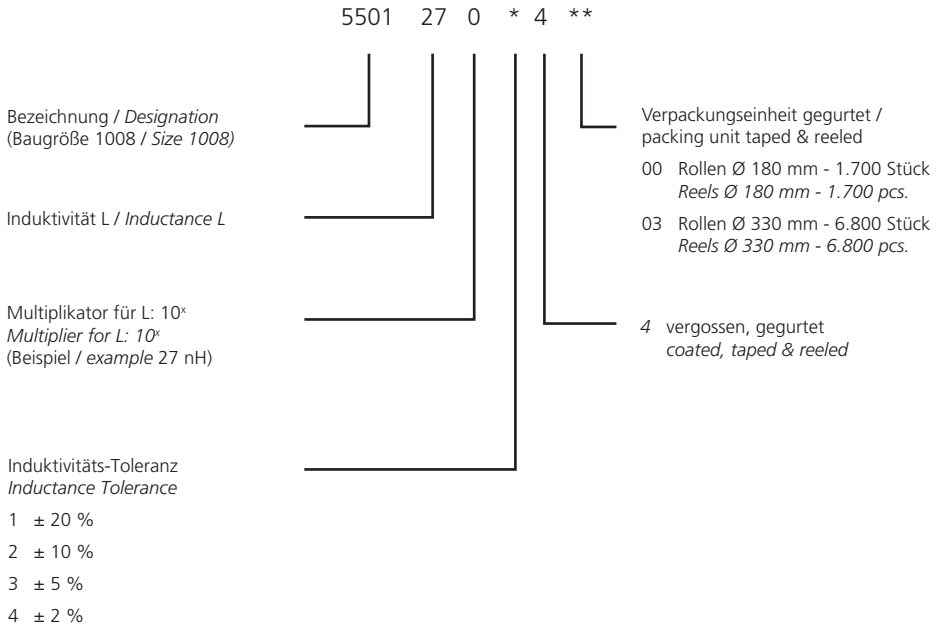 5501 27 0 * 4 **
Bezeichnung / Designation
(Baugröße 1008 / Size 1008)
Induktivität L / Inductance L
Multiplikator für L: 10ˣ
Multiplier for L: 10ˣ
(Beispiel / example 27 nH)
Induktivitäts-Toleranz
Inductance Tolerance
1 ± 20 %
2 ± 10 %
3 ± 5 %
4 ± 2 %
Verpackungseinheit gegurtet /
packing unit taped & reeled
00 Rollen Ø 180 mm - 1.700 Stück
Reels Ø 180 mm - 1.700 pcs.
03 Rollen Ø 330 mm - 6.800 Stück
Reels Ø 330 mm - 6.800 pcs.
4 vergossen, gegurtet
coated, taped & reeled